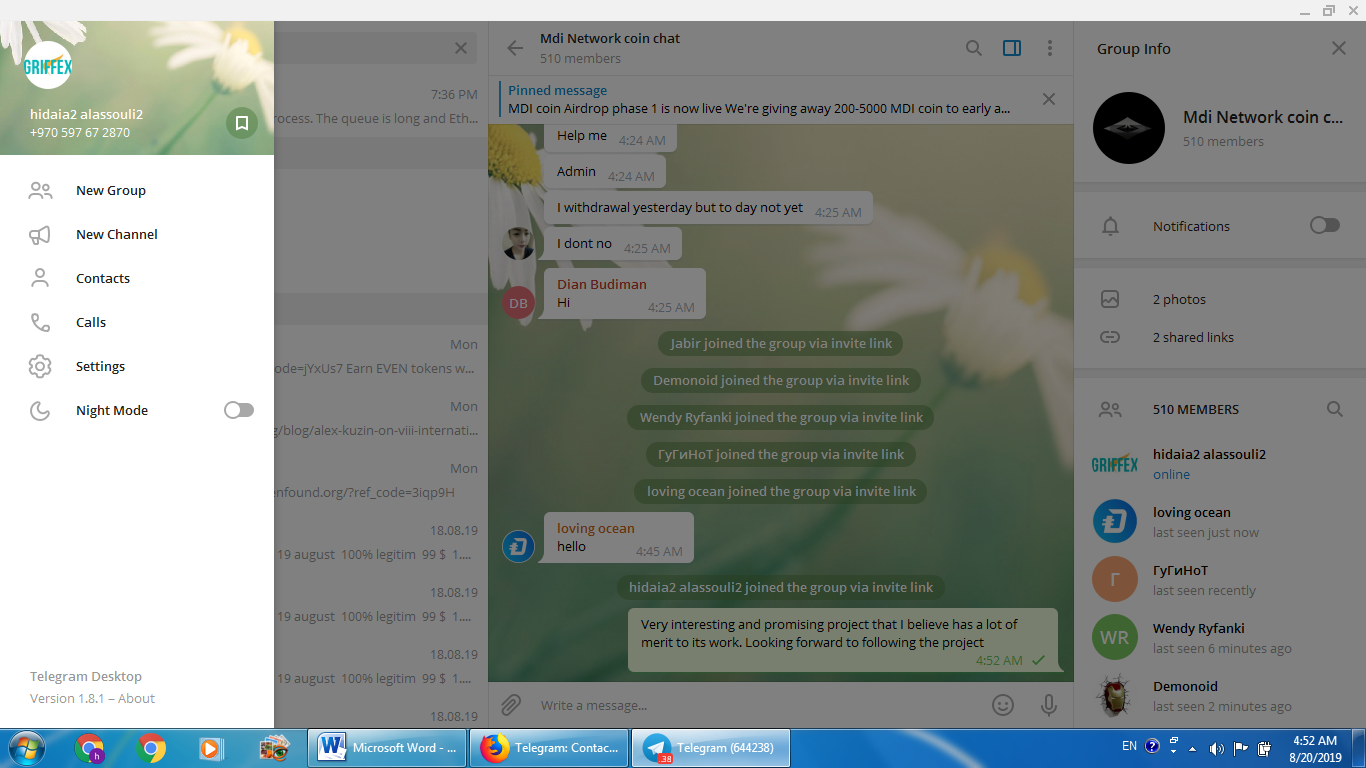 GRIFFEX
hidaia2 alassouli2
+970 597 67 2870
New Group
New Channel
Contacts
Calls
Settings
Night Mode
Telegram Desktop
Version 1.8.1 – About
7:36 PM
rocess. The queue is long and Eth...
Mon
ode=jYxUs7 Earn EVEN tokens w...
Mon
g/blog/alex-kuzin-on-viii-internati...
Mon
enfound.org/?ref_code=3iqp9H
18.08.19
19 august 100% legitim 99 $ 1....
18.08.19
19 august 100% legitim 99 $ 1....
18.08.19
19 august 100% legitim 99 $ 1....
18.08.19
Mdi Network coin chat
510 members
Pinned message
MDI coin Airdrop phase 1 is now live We're giving away 200-5000 MDI coin to early a...
Help me 4:24 AM
Admin 4:24 AM
I withdrawal yesterday but to day not yet 4:25 AM
I dont no 4:25 AM
DB
Dian Budiman
Hi 4:25 AM
Jabir joined the group via invite link
Demonoid joined the group via invite link
Wendy Ryfanki joined the group via invite link
ГуГиНоТ joined the group via invite link
loving ocean joined the group via invite link
loving ocean
hello 4:45 AM
hidaia2 alassouli2 joined the group via invite link
Very interesting and promising project that I believe has a lot of
merit to its work. Looking forward to following the project
4:52 AM
Write a message...
Group Info
Mdi Network coin c...
510 members
Notifications
2 photos
2 shared links
510 MEMBERS
GRIFFEX
hidaia2 alassouli2
online
loving ocean
last seen just now
Г
ГуГиНоТ
last seen recently
WR
Wendy Ryfanki
last seen 6 minutes ago
Demonoid
last seen 2 minutes ago
h
Microsoft Word - ...
Telegram: Contac...
.38
Telegram (644238)
EN
4:52 AM
8/20/2019